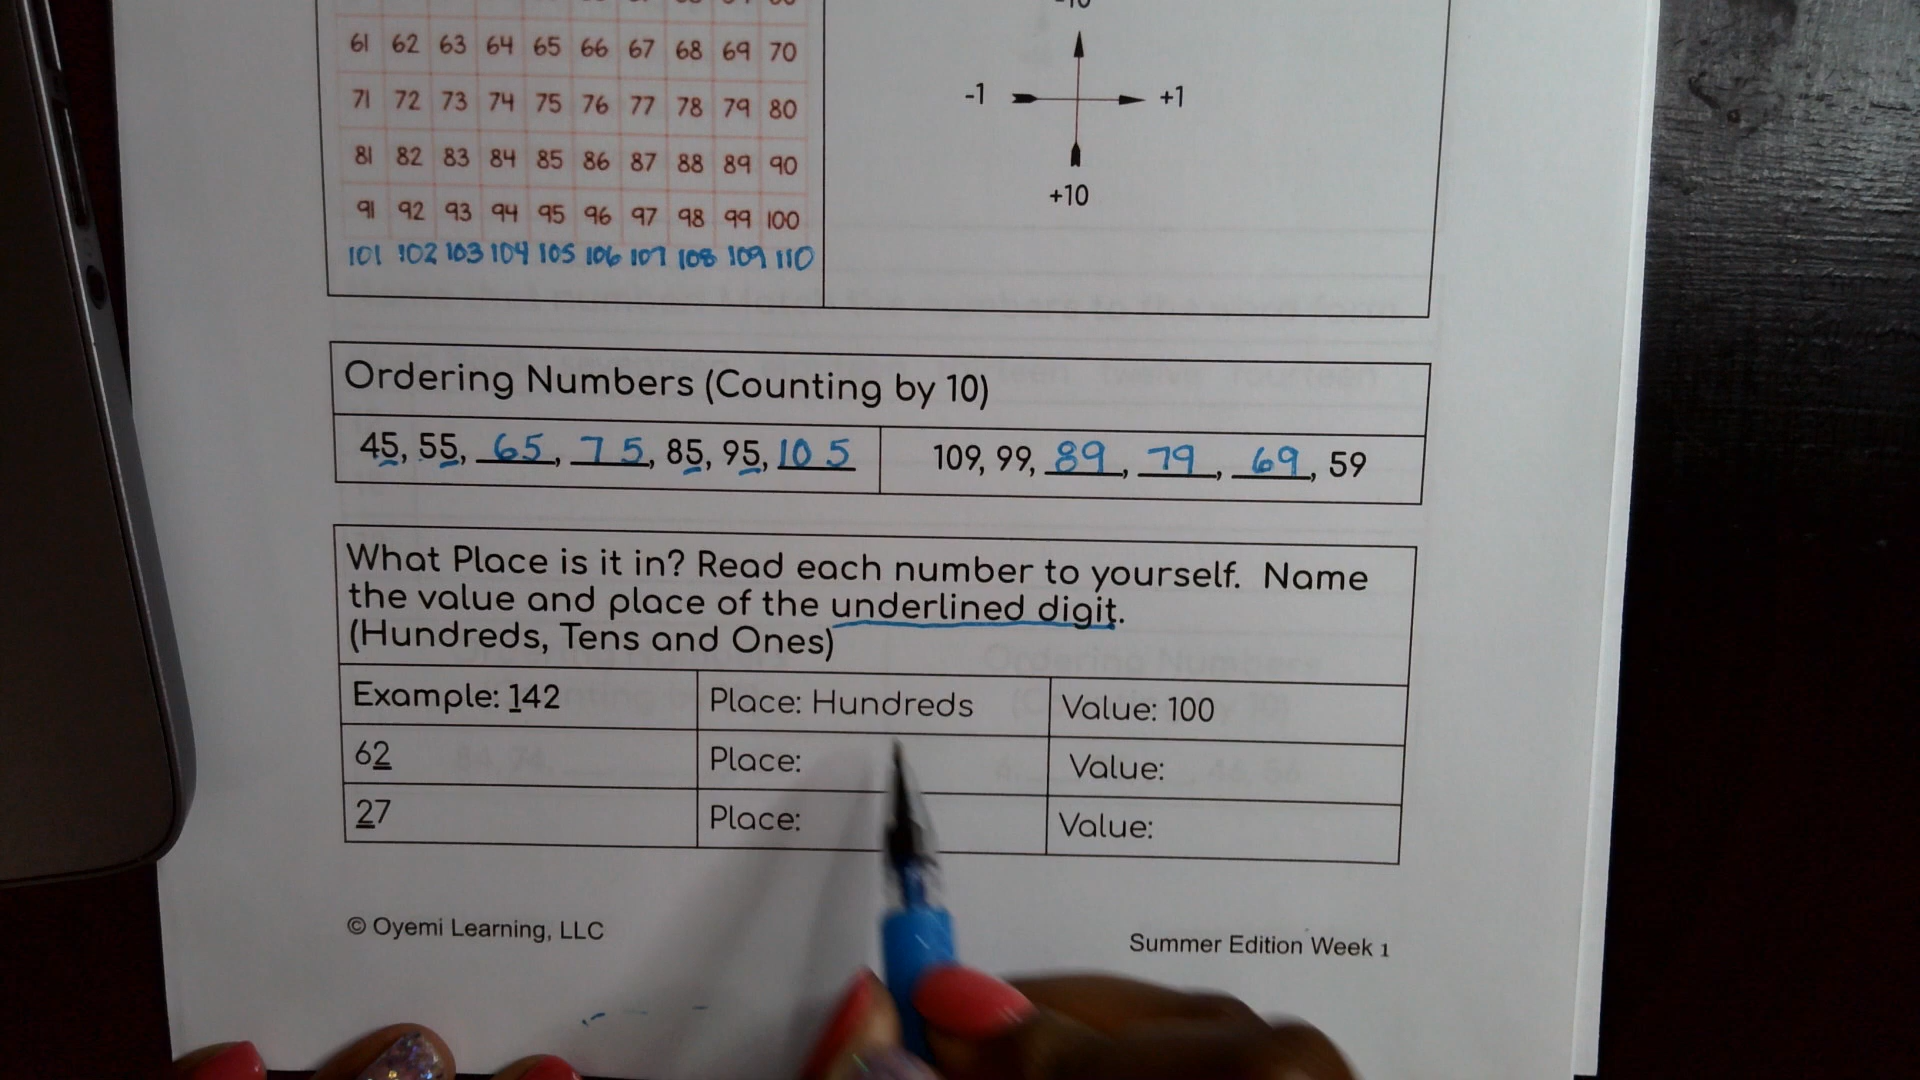 61 62 63 64 65 66 67 68 69 70
-1 +1
71 72 73 74 75 76 77 78 79 80
81 82 83 84 85 86 87 88 89 90
+10
91 92 93 94 95 96 97 98 99 100
101 102 103 104 105 106 107 108 109 110
Ordering Numbers (Counting by 10)
45, 55, 65, 75, 85, 95, 105
109, 99, 89, 79, 69, 59
What Place is it in? Read each number to yourself. Name
the value and place of the underlined digit.
(Hundreds, Tens and Ones)
Example: 142 Place: Hundreds Value: 100
62 Place: Value:
27 Place: Value:
© Oyemi Learning, LLC
Summer Edition Week 1